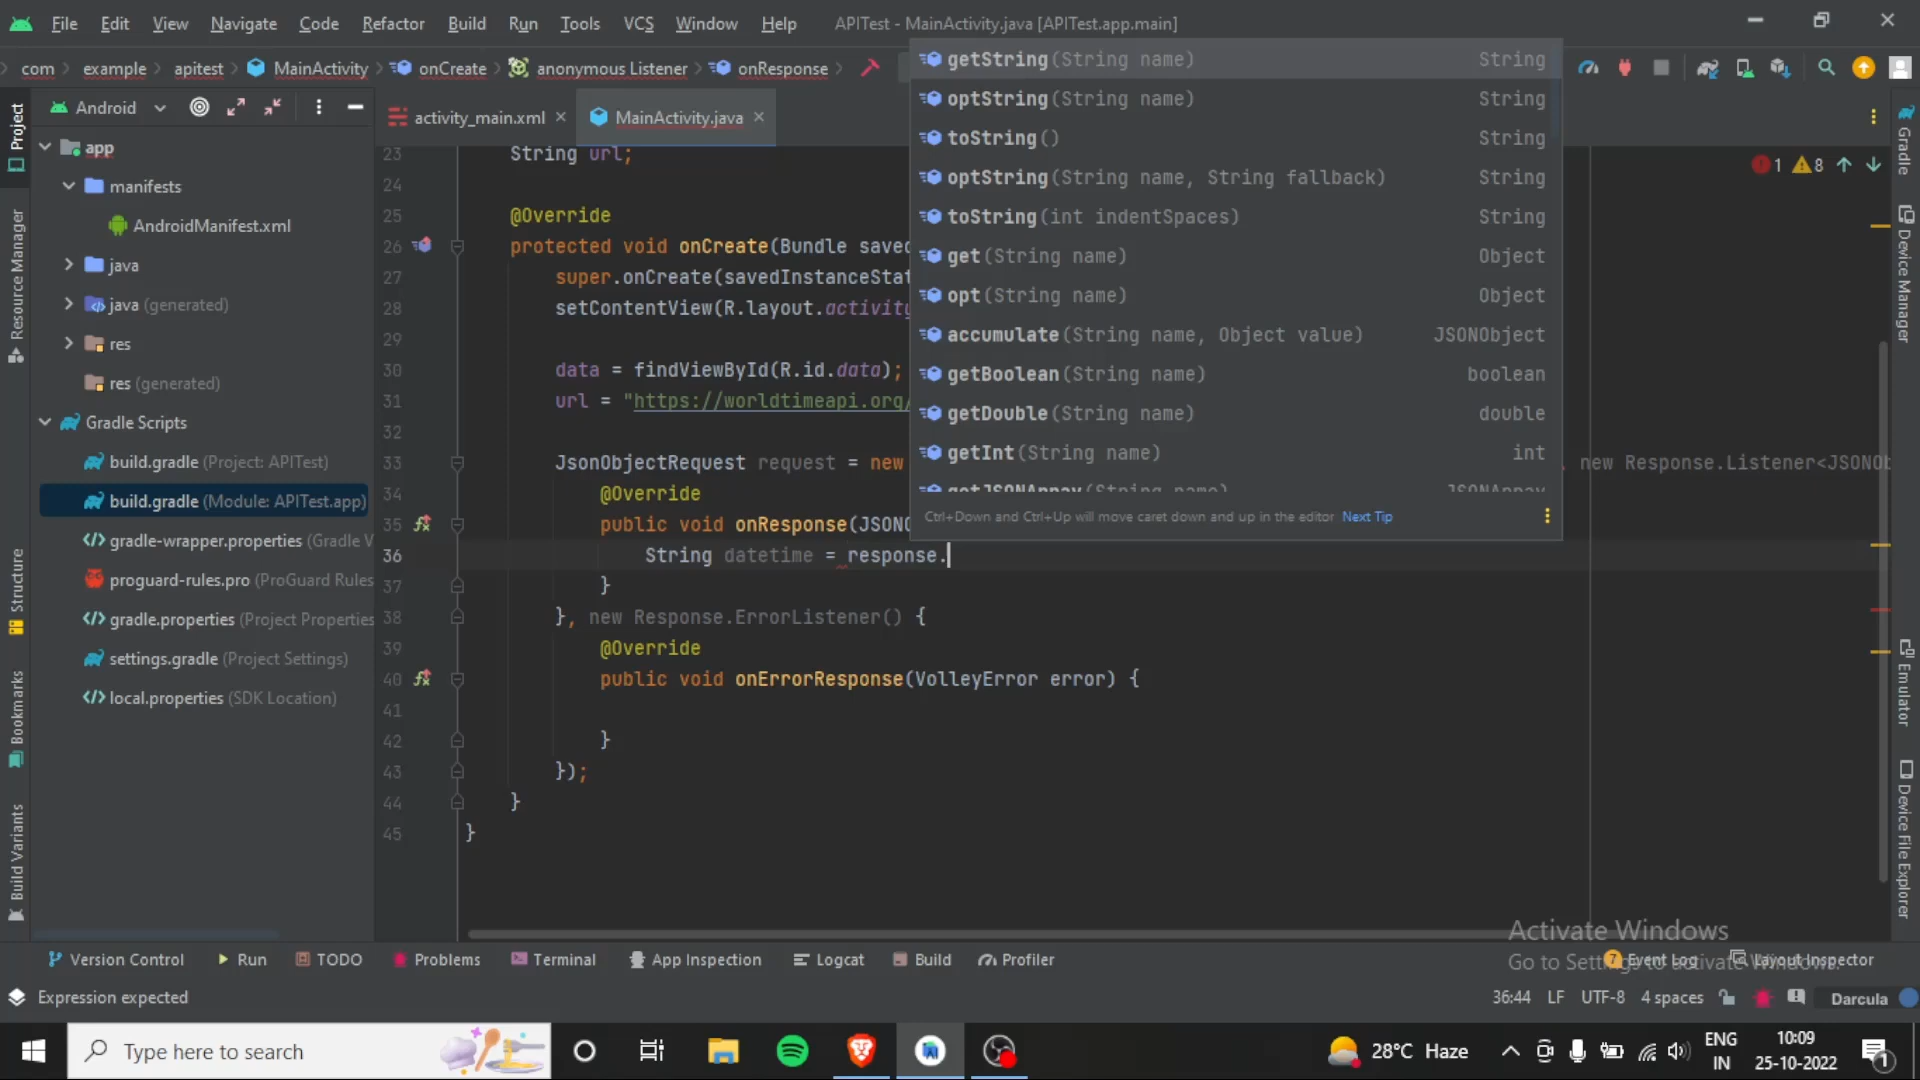 File Edit View Navigate Code Refactor Build Run Tools VCS Window Help APITest - MainActivity.java [APITest.app.main]
com example apitest MainActivity onCreate anonymous Listener onResponse
Android
activity_main.xml MainActivity.java
Project
Resource Manager
Structure
Bookmarks
Build Variants
app
manifests
AndroidManifest.xml
java
java (generated)
res
res (generated)
Gradle Scripts
build.gradle (Project: APITest)
build.gradle (Module: APITest.app)
gradle-wrapper.properties (Gradle V
proguard-rules.pro (ProGuard Rules
gradle.properties (Project Properties
settings.gradle (Project Settings)
local.properties (SDK Location)
23 String url;
24
25 @Override
26 protected void onCreate(Bundle saved
27 super.onCreate(savedInstanceStat
28 setContentView(R.layout.activity
29
30 data = findViewById(R.id.data);
31 url = "https://worldtimeapi.org/
32
33 JsonObjectRequest request = new , new Response.Listener<JSONOb
34 @Override
35 public void onResponse(JSONO
36 String datetime = response.
37 }
38 }, new Response.ErrorListener() {
39 @Override
40 public void onErrorResponse(VolleyError error) {
41
42 }
43 });
44 }
45 }
getString(String name) String
optString(String name) String
toString() String
optString(String name, String fallback) String
toString(int indentSpaces) String
get(String name) Object
opt(String name) Object
accumulate(String name, Object value) JSONObject
getBoolean(String name) boolean
getDouble(String name) double
getInt(String name) int
getJSONArray(String name) JSONArray
Ctrl+Down and Ctrl+Up will move caret down and up in the editor Next Tip
1 8
Gradle
Device Manager
Emulator
Device File Explorer
Activate Windows
Go to Settings to activate Windows.
Version Control Run TODO Problems Terminal App Inspection Logcat Build Profiler 7 Event Log Layout Inspector
Expression expected 36:44 LF UTF-8 4 spaces Darcula
Type here to search 28°C Haze ENG IN 10:09 25-10-2022 1